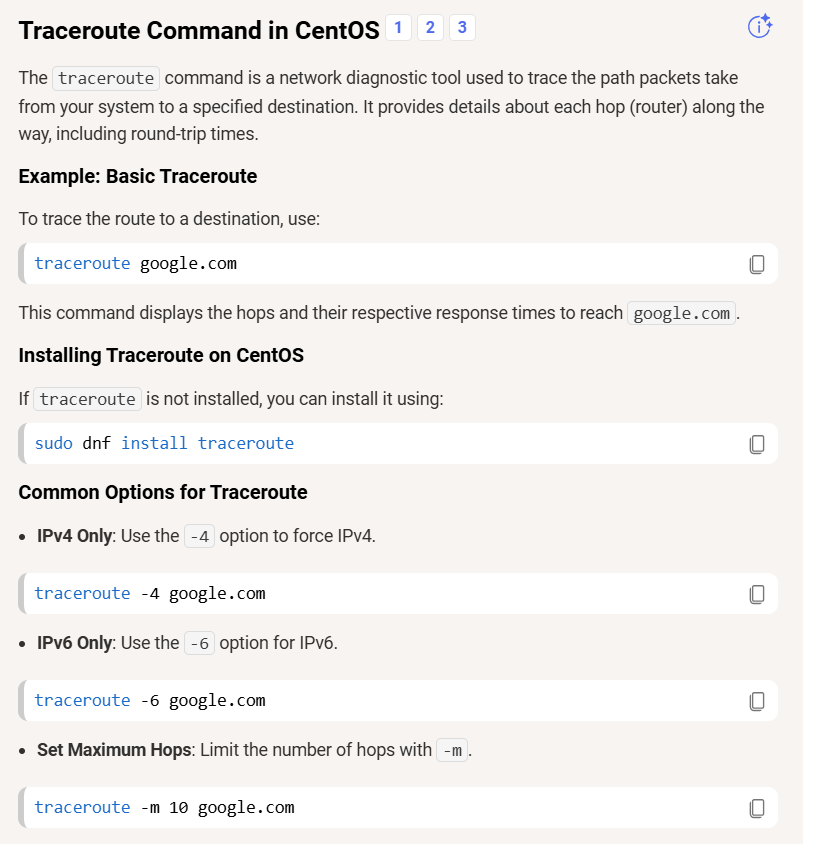 Traceroute Command in CentOS 1 2 3
The traceroute command is a network diagnostic tool used to trace the path packets take
from your system to a specified destination. It provides details about each hop (router) along the
way, including round-trip times.
Example: Basic Traceroute
To trace the route to a destination, use:
traceroute google.com
This command displays the hops and their respective response times to reach google.com.
Installing Traceroute on CentOS
If traceroute is not installed, you can install it using:
sudo dnf install traceroute
Common Options for Traceroute
• IPv4 Only: Use the -4 option to force IPv4.
traceroute -4 google.com
• IPv6 Only: Use the -6 option for IPv6.
traceroute -6 google.com
• Set Maximum Hops: Limit the number of hops with -m.
traceroute -m 10 google.com